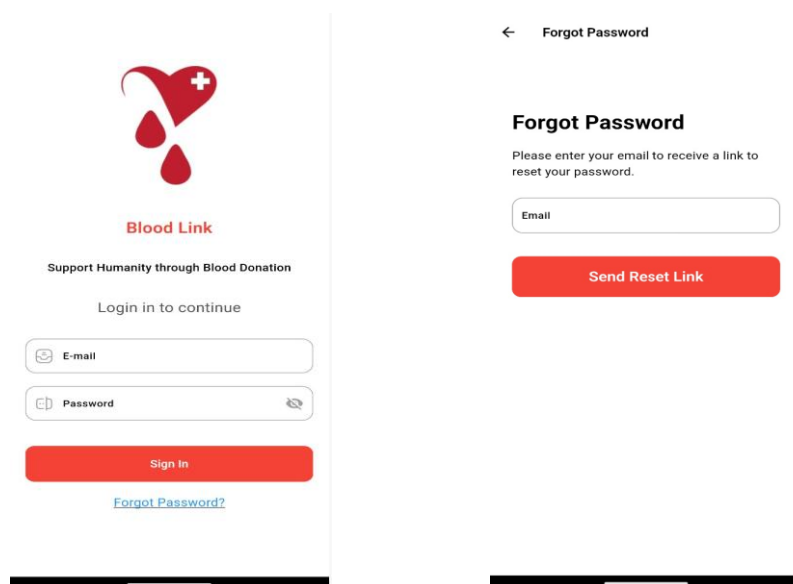 Blood Link
Support Humanity through Blood Donation
Login in to continue
E-mail
Password
Sign In
Forgot Password?
Forgot Password
Forgot Password
Please enter your email to receive a link to
reset your password.
Email
Send Reset Link